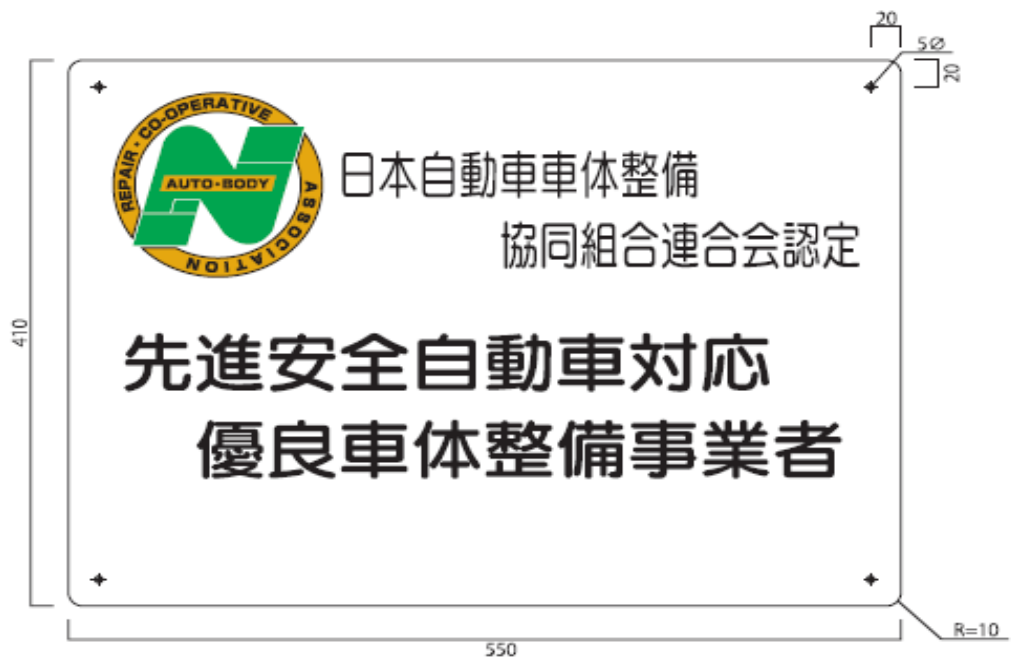 20
5∅
20
REPAIR・CO-OPERATIVE ASSOCIATION
AUTO・BODY
日本自動車車体整備
協同組合連合会認定
410
先進安全自動車対応
優良車体整備事業者
R=10
550